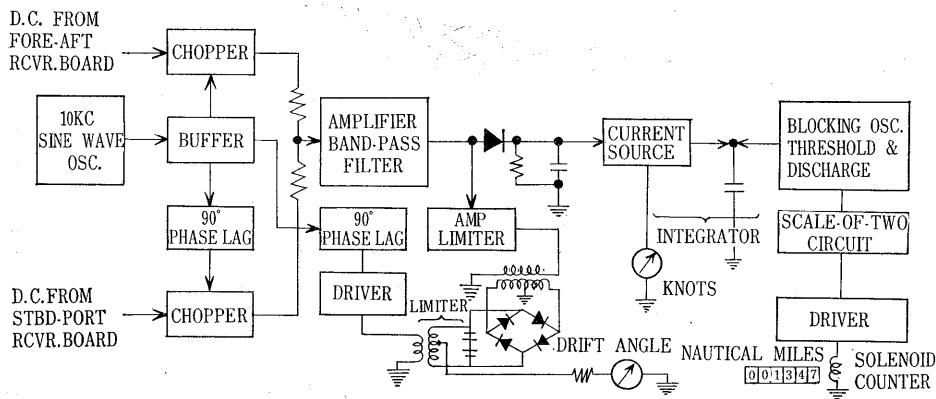 D.C. FROM
FORE-AFT
RCVR.BOARD
CHOPPER
10KC
SINE WAVE
OSC.
BUFFER
90°
PHASE LAG
D.C.FROM
STBD-PORT
RCVR.BOARD
CHOPPER
AMPLIFIER
BAND-PASS
FILTER
90°
PHASE LAG
DRIVER
AMP
LIMITER
LIMITER
DRIFT ANGLE
CURRENT
SOURCE
INTEGRATOR
KNOTS
BLOCKING OSC.
THRESHOLD &
DISCHARGE
SCALE-OF-TWO
CIRCUIT
DRIVER
NAUTICAL MILES
001347
SOLENOID
COUNTER